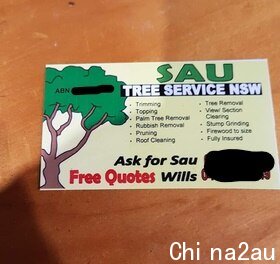 SAU
ABN
TREE SERVICE NSW
• Trimming
• Topping
• Palm Tree Removal
• Rubbish Removal
• Pruning
• Roof Cleaning
• Tree Removal
• View/ Section
Clearing
• Stump Grinding
• Firewood to size
• Fully Insured
Ask for Sau
Free Quotes Wills
Chi na2au